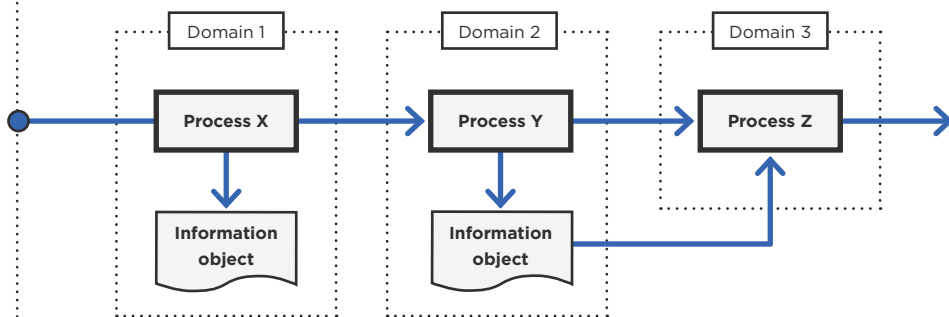 Domain 1
Domain 2
Domain 3
Process X
Process Y
Process Z
Information
object
Information
object